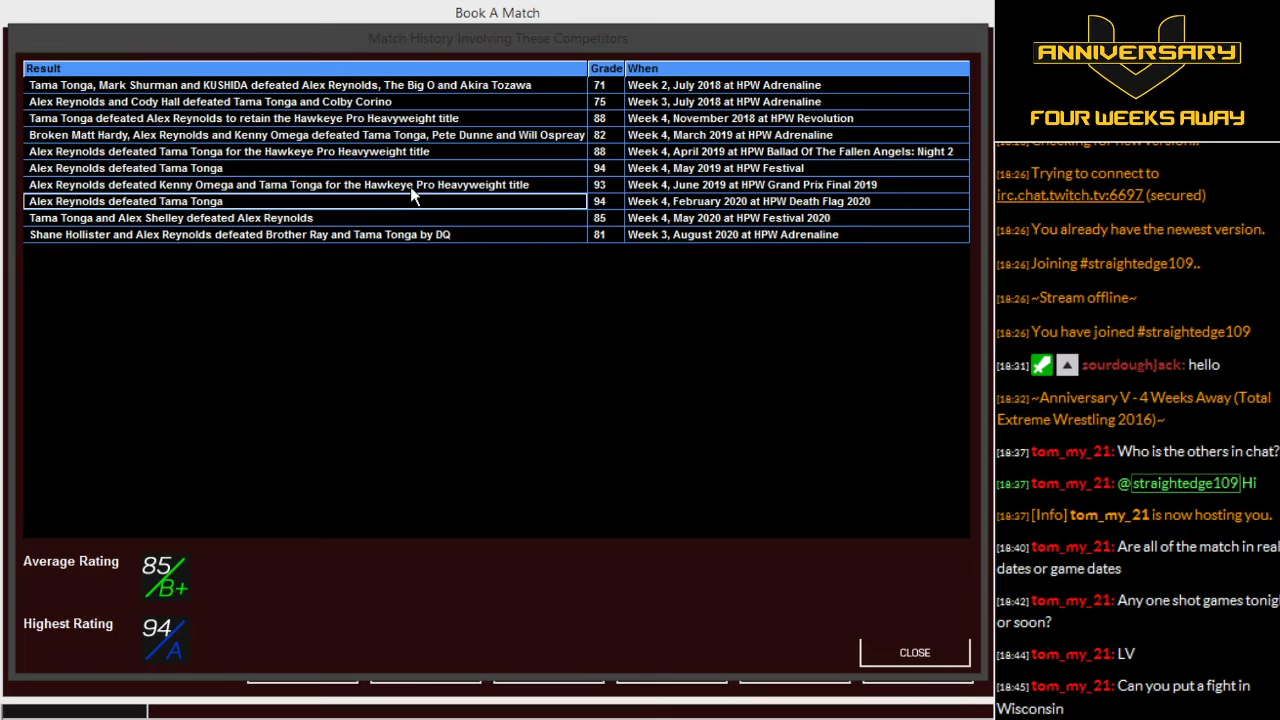 Book A Match
Match History Involving These Competitors
Result Grade When
Tama Tonga, Mark Shurman and KUSHIDA defeated Alex Reynolds, The Big O and Akira Tozawa 71 Week 2, July 2018 at HPW Adrenaline
Alex Reynolds and Cody Hall defeated Tama Tonga and Colby Corino 75 Week 3, July 2018 at HPW Adrenaline
Tama Tonga defeated Alex Reynolds to retain the Hawkeye Pro Heavyweight title 88 Week 4, November 2018 at HPW Revolution
Broken Matt Hardy, Alex Reynolds and Kenny Omega defeated Tama Tonga, Pete Dunne and Will Ospreay 82 Week 4, March 2019 at HPW Adrenaline
Alex Reynolds defeated Tama Tonga for the Hawkeye Pro Heavyweight title 88 Week 4, April 2019 at HPW Ballad Of The Fallen Angels: Night 2
Alex Reynolds defeated Tama Tonga 94 Week 4, May 2019 at HPW Festival
Alex Reynolds defeated Kenny Omega and Tama Tonga for the Hawkeye Pro Heavyweight title 93 Week 4, June 2019 at HPW Grand Prix Final 2019
Alex Reynolds defeated Tama Tonga 94 Week 4, February 2020 at HPW Death Flag 2020
Tama Tonga and Alex Shelley defeated Alex Reynolds 85 Week 4, May 2020 at HPW Festival 2020
Shane Hollister and Alex Reynolds defeated Brother Ray and Tama Tonga by DQ 81 Week 3, August 2020 at HPW Adrenaline
Average Rating 85/B+
Highest Rating 94/A
CLOSE
ANNIVERSARY
FOUR WEEKS AWAY
[18:26] Trying to connect to
irc.chat.twitch.tv:6697 (secured)
[18:26] You already have the newest version.
[18:26] Joining #straightedge109..
[18:26] ~Stream offline~
[18:26] You have joined #straightedge109
[18:31] sourdoughjack: hello
[18:32] ~Anniversary V - 4 Weeks Away (Total
Extreme Wrestling 2016)~
[18:37] tom_my_21: Who is the others in chat?
[18:37] tom_my_21: @straightedge109 Hi
[18:37] [Info] tom_my_21 is now hosting you.
[18:40] tom_my_21: Are all of the match in real
dates or game dates
[18:42] tom_my_21: Any one shot games tonig
or soon?
[18:44] tom_my_21: LV
[18:45] tom_my_21: Can you put a fight in
Wisconsin